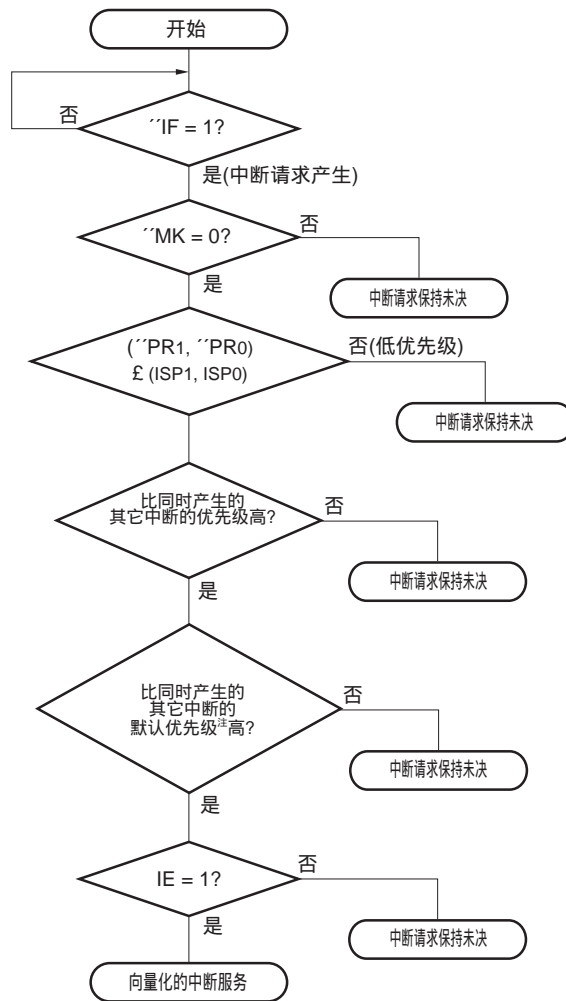 开始
否
´´IF = 1?
是(中断请求产生)
´´MK = 0?
否
中断请求保持未决
是
(´´PR1, ´´PR0)
£ (ISP1, ISP0)
否(低优先级)
中断请求保持未决
比同时产生的
其它中断的优先级高?
否
中断请求保持未决
是
比同时产生的
其它中断的
默认优先级注高?
否
中断请求保持未决
是
IE = 1?
否
中断请求保持未决
是
向量化的中断服务